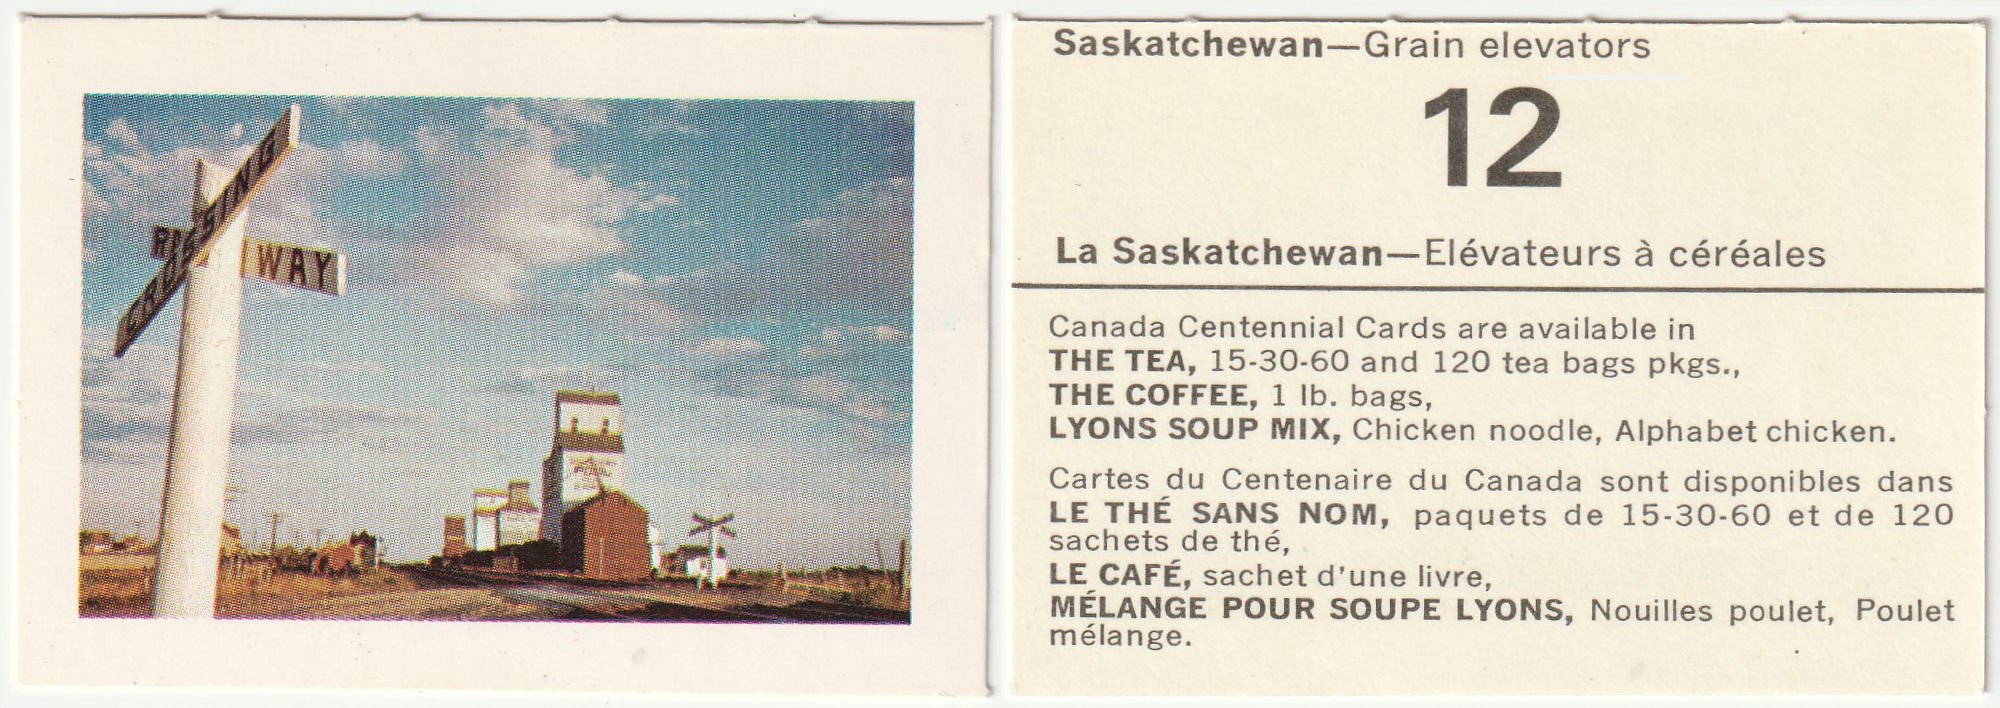 CROSSING
WAY
Saskatchewan—Grain elevators
12
La Saskatchewan—Elévateurs à céréales
Canada Centennial Cards are available in
THE TEA, 15-30-60 and 120 tea bags pkgs.,
THE COFFEE, 1 lb. bags,
LYONS SOUP MIX, Chicken noodle, Alphabet chicken.
Cartes du Centenaire du Canada sont disponibles dans
LE THÉ SANS NOM, paquets de 15-30-60 et de 120
sachets de thé,
LE CAFÉ, sachet d'une livre,
MÉLANGE POUR SOUPE LYONS, Nouilles poulet, Poulet
mélange.